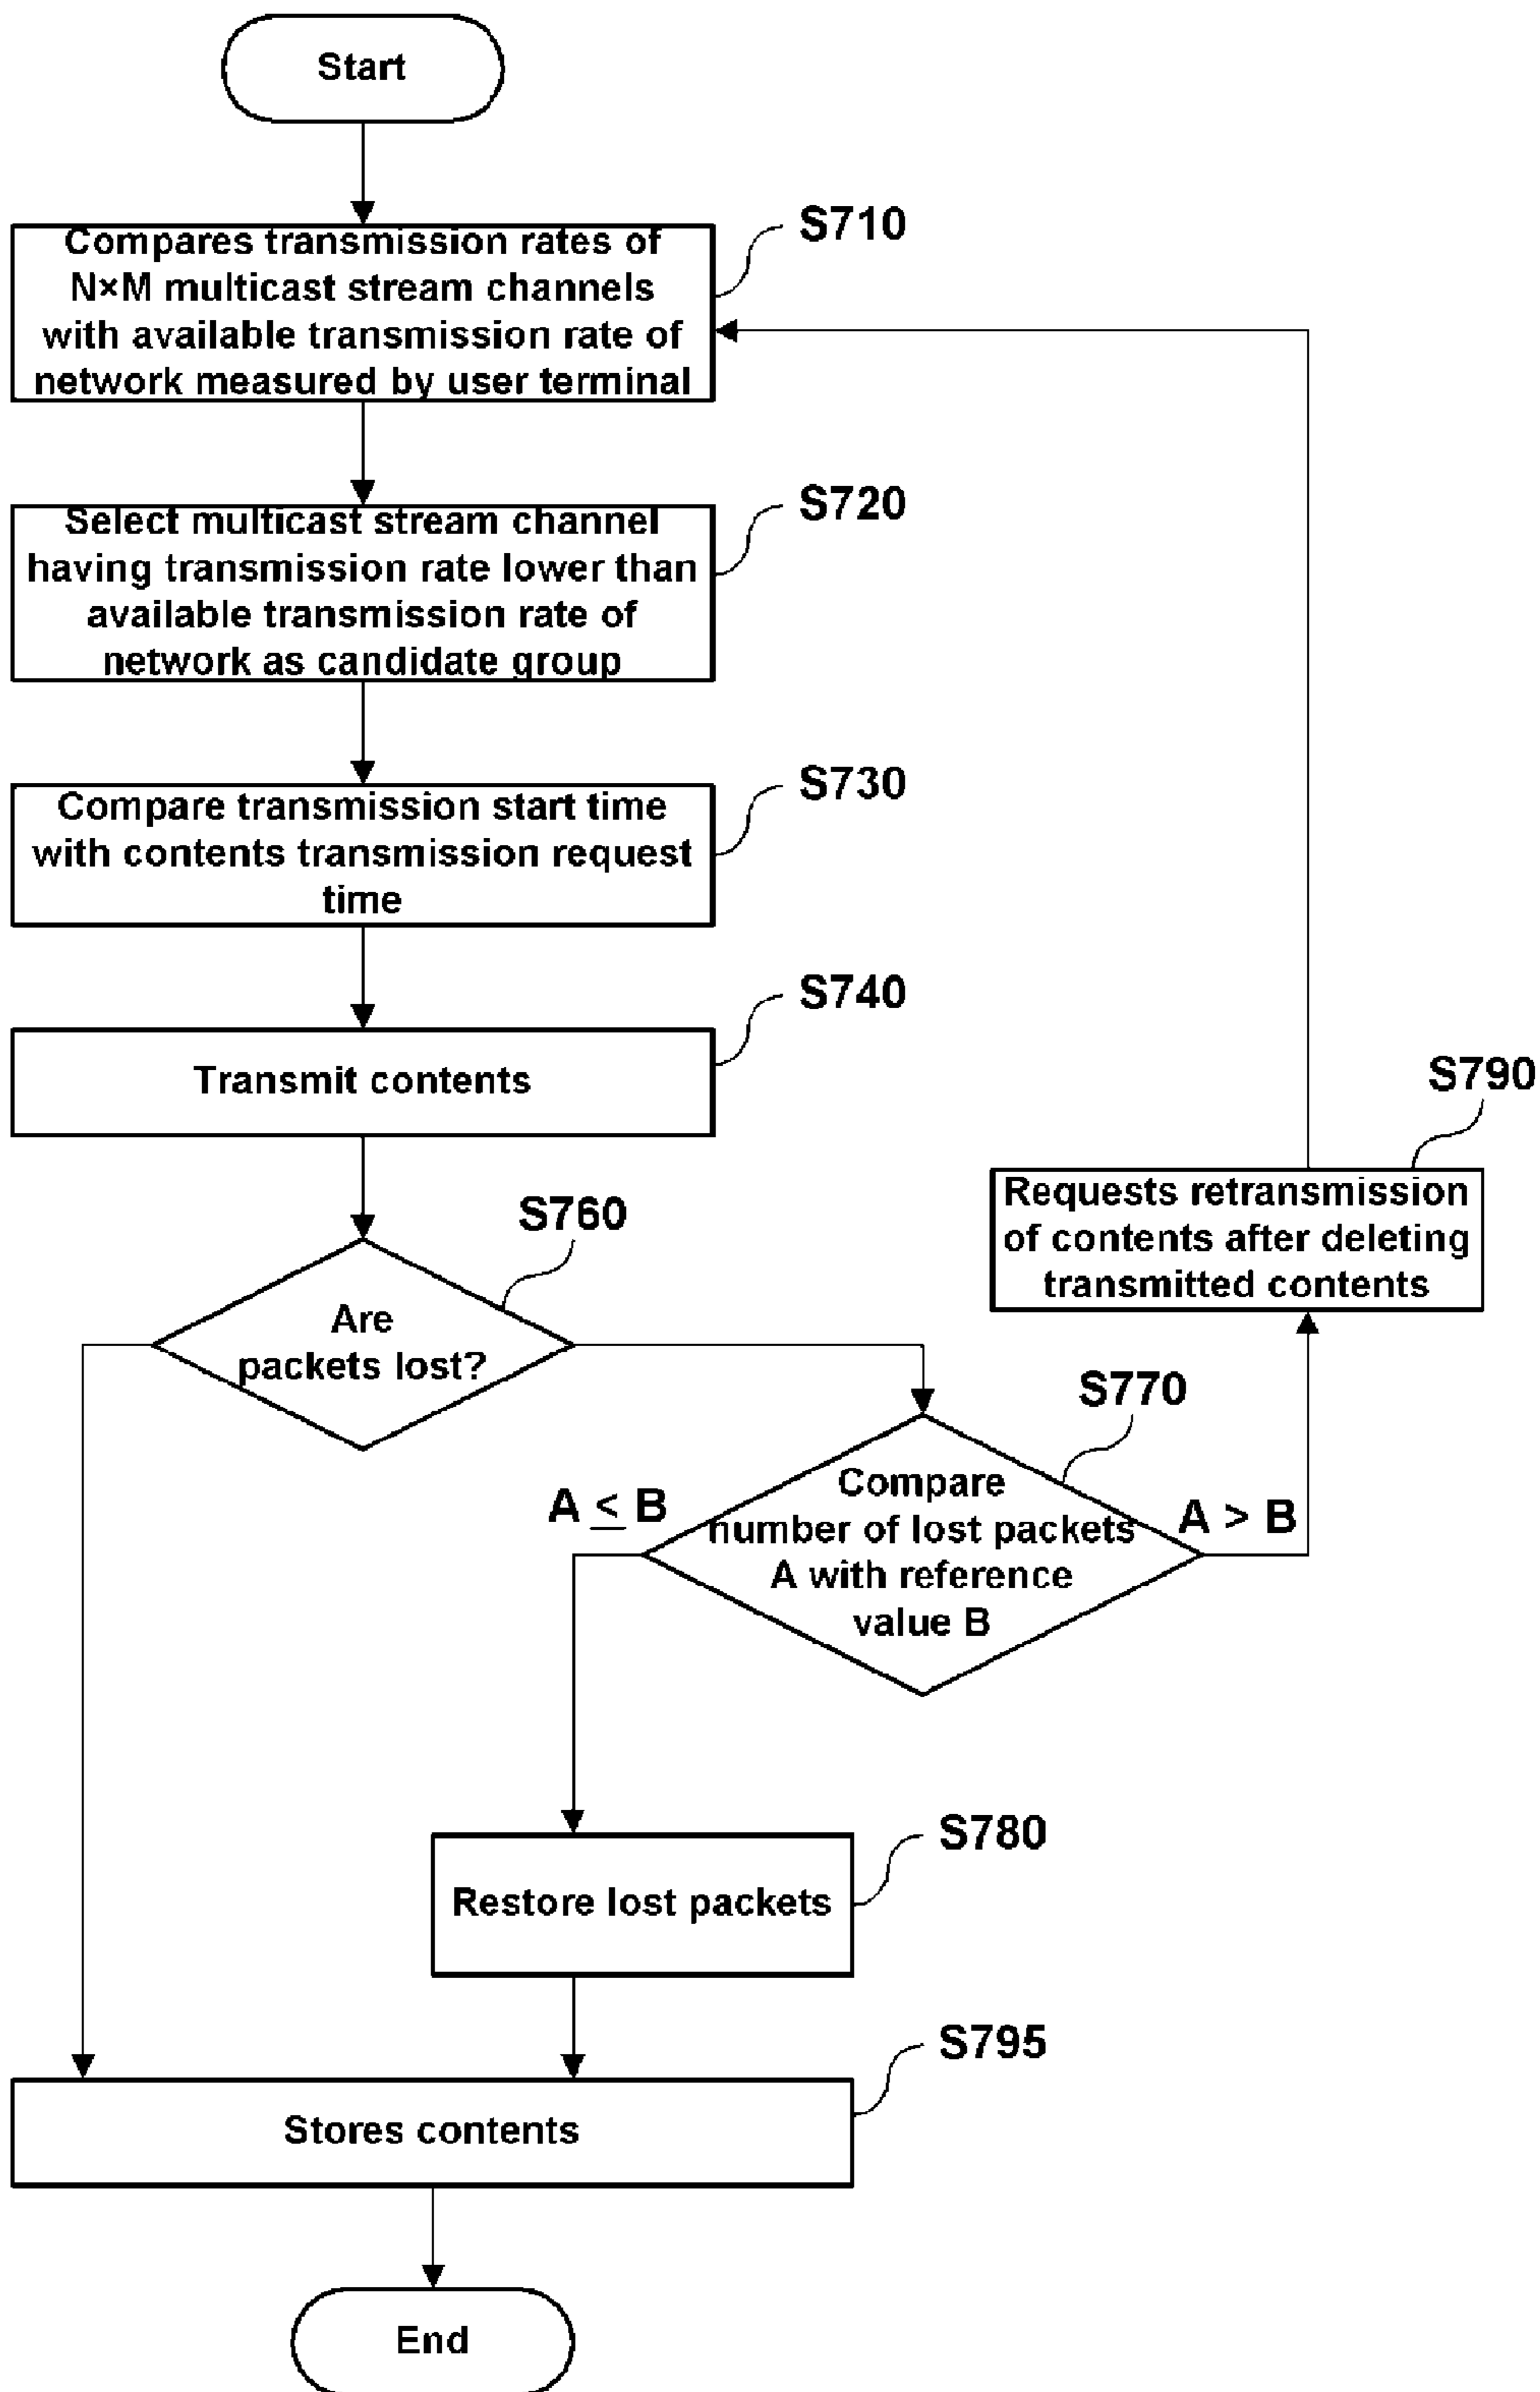 Start
S710
Compares transmission rates of
N×M multicast stream channels
with available transmission rate of
network measured by user terminal
S720
Select multicast stream channel
having transmission rate lower than
available transmission rate of
network as candidate group
S730
Compare transmission start time
with contents transmission request
time
S740
Transmit contents
S790
Requests retransmission
of contents after deleting
transmitted contents
S760
Are
packets lost?
S770
Compare
number of lost packets
A with reference
value B
A ≤ B
A > B
S780
Restore lost packets
S795
Stores contents
End